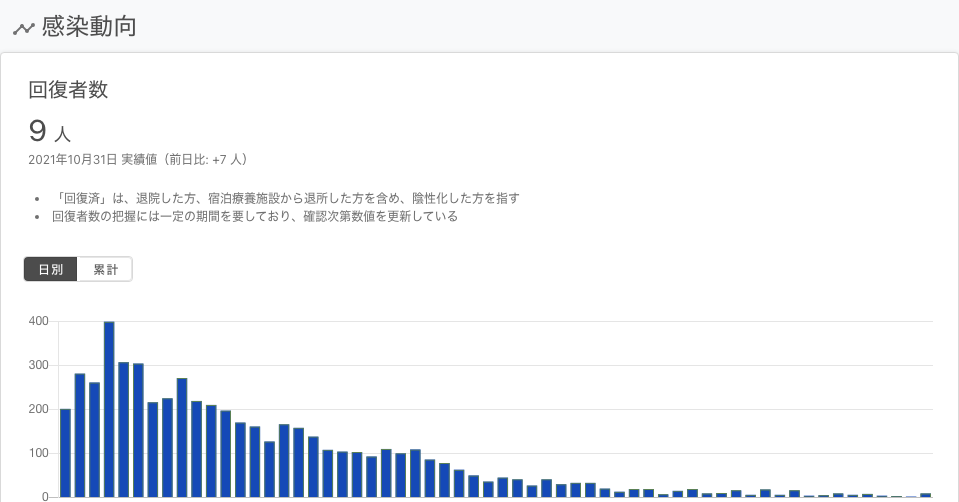 感染動向
回復者数
9 人
2021年10月31日 実績値（前日比: +7 人）
• 「回復済」は、退院した方、宿泊療養施設から退所した方を含め、陰性化した方を指す
• 回復者数の把握には一定の期間を要しており、確認次第数値を更新している
日別 累計
400
300
200
100
0